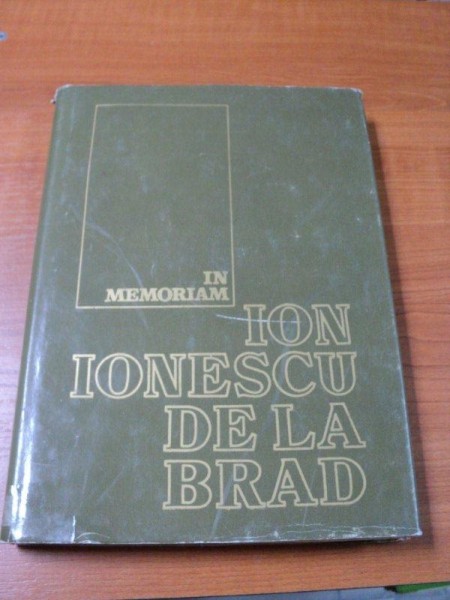 IN
MEMORIAM
ION
IONESCU
DE LA
BRAD